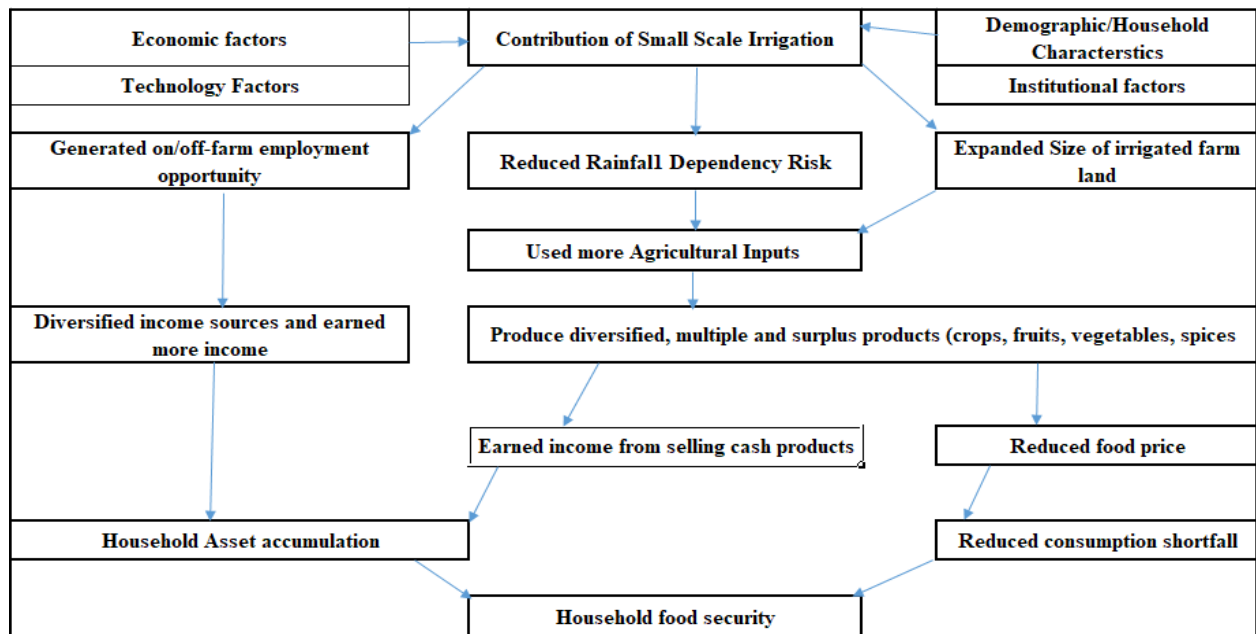 Economic factors
Contribution of Small Scale Irrigation
Demographic/Household
Characterstics
Technology Factors
Institutional factors
Generated on/off-farm employment
opportunity
Reduced Rainfall Dependency Risk
Expanded Size of irrigated farm
land
Used more Agricultural Inputs
Diversified income sources and earned
more income
Produce diversified, multiple and surplus products (crops, fruits, vegetables, spices
Earned income from selling cash products
Reduced food price
Household Asset accumulation
Reduced consumption shortfall
Household food security